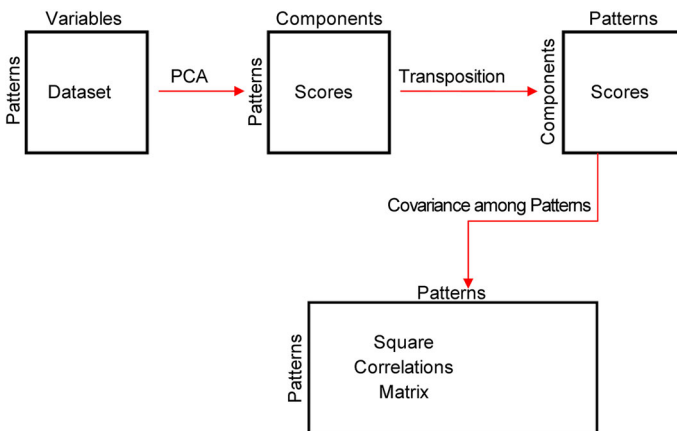 Variables
Patterns
Dataset
PCA
Components
Patterns
Scores
Transposition
Patterns
Components
Scores
Covariance among Patterns
Patterns
Patterns
Square
Correlations
Matrix